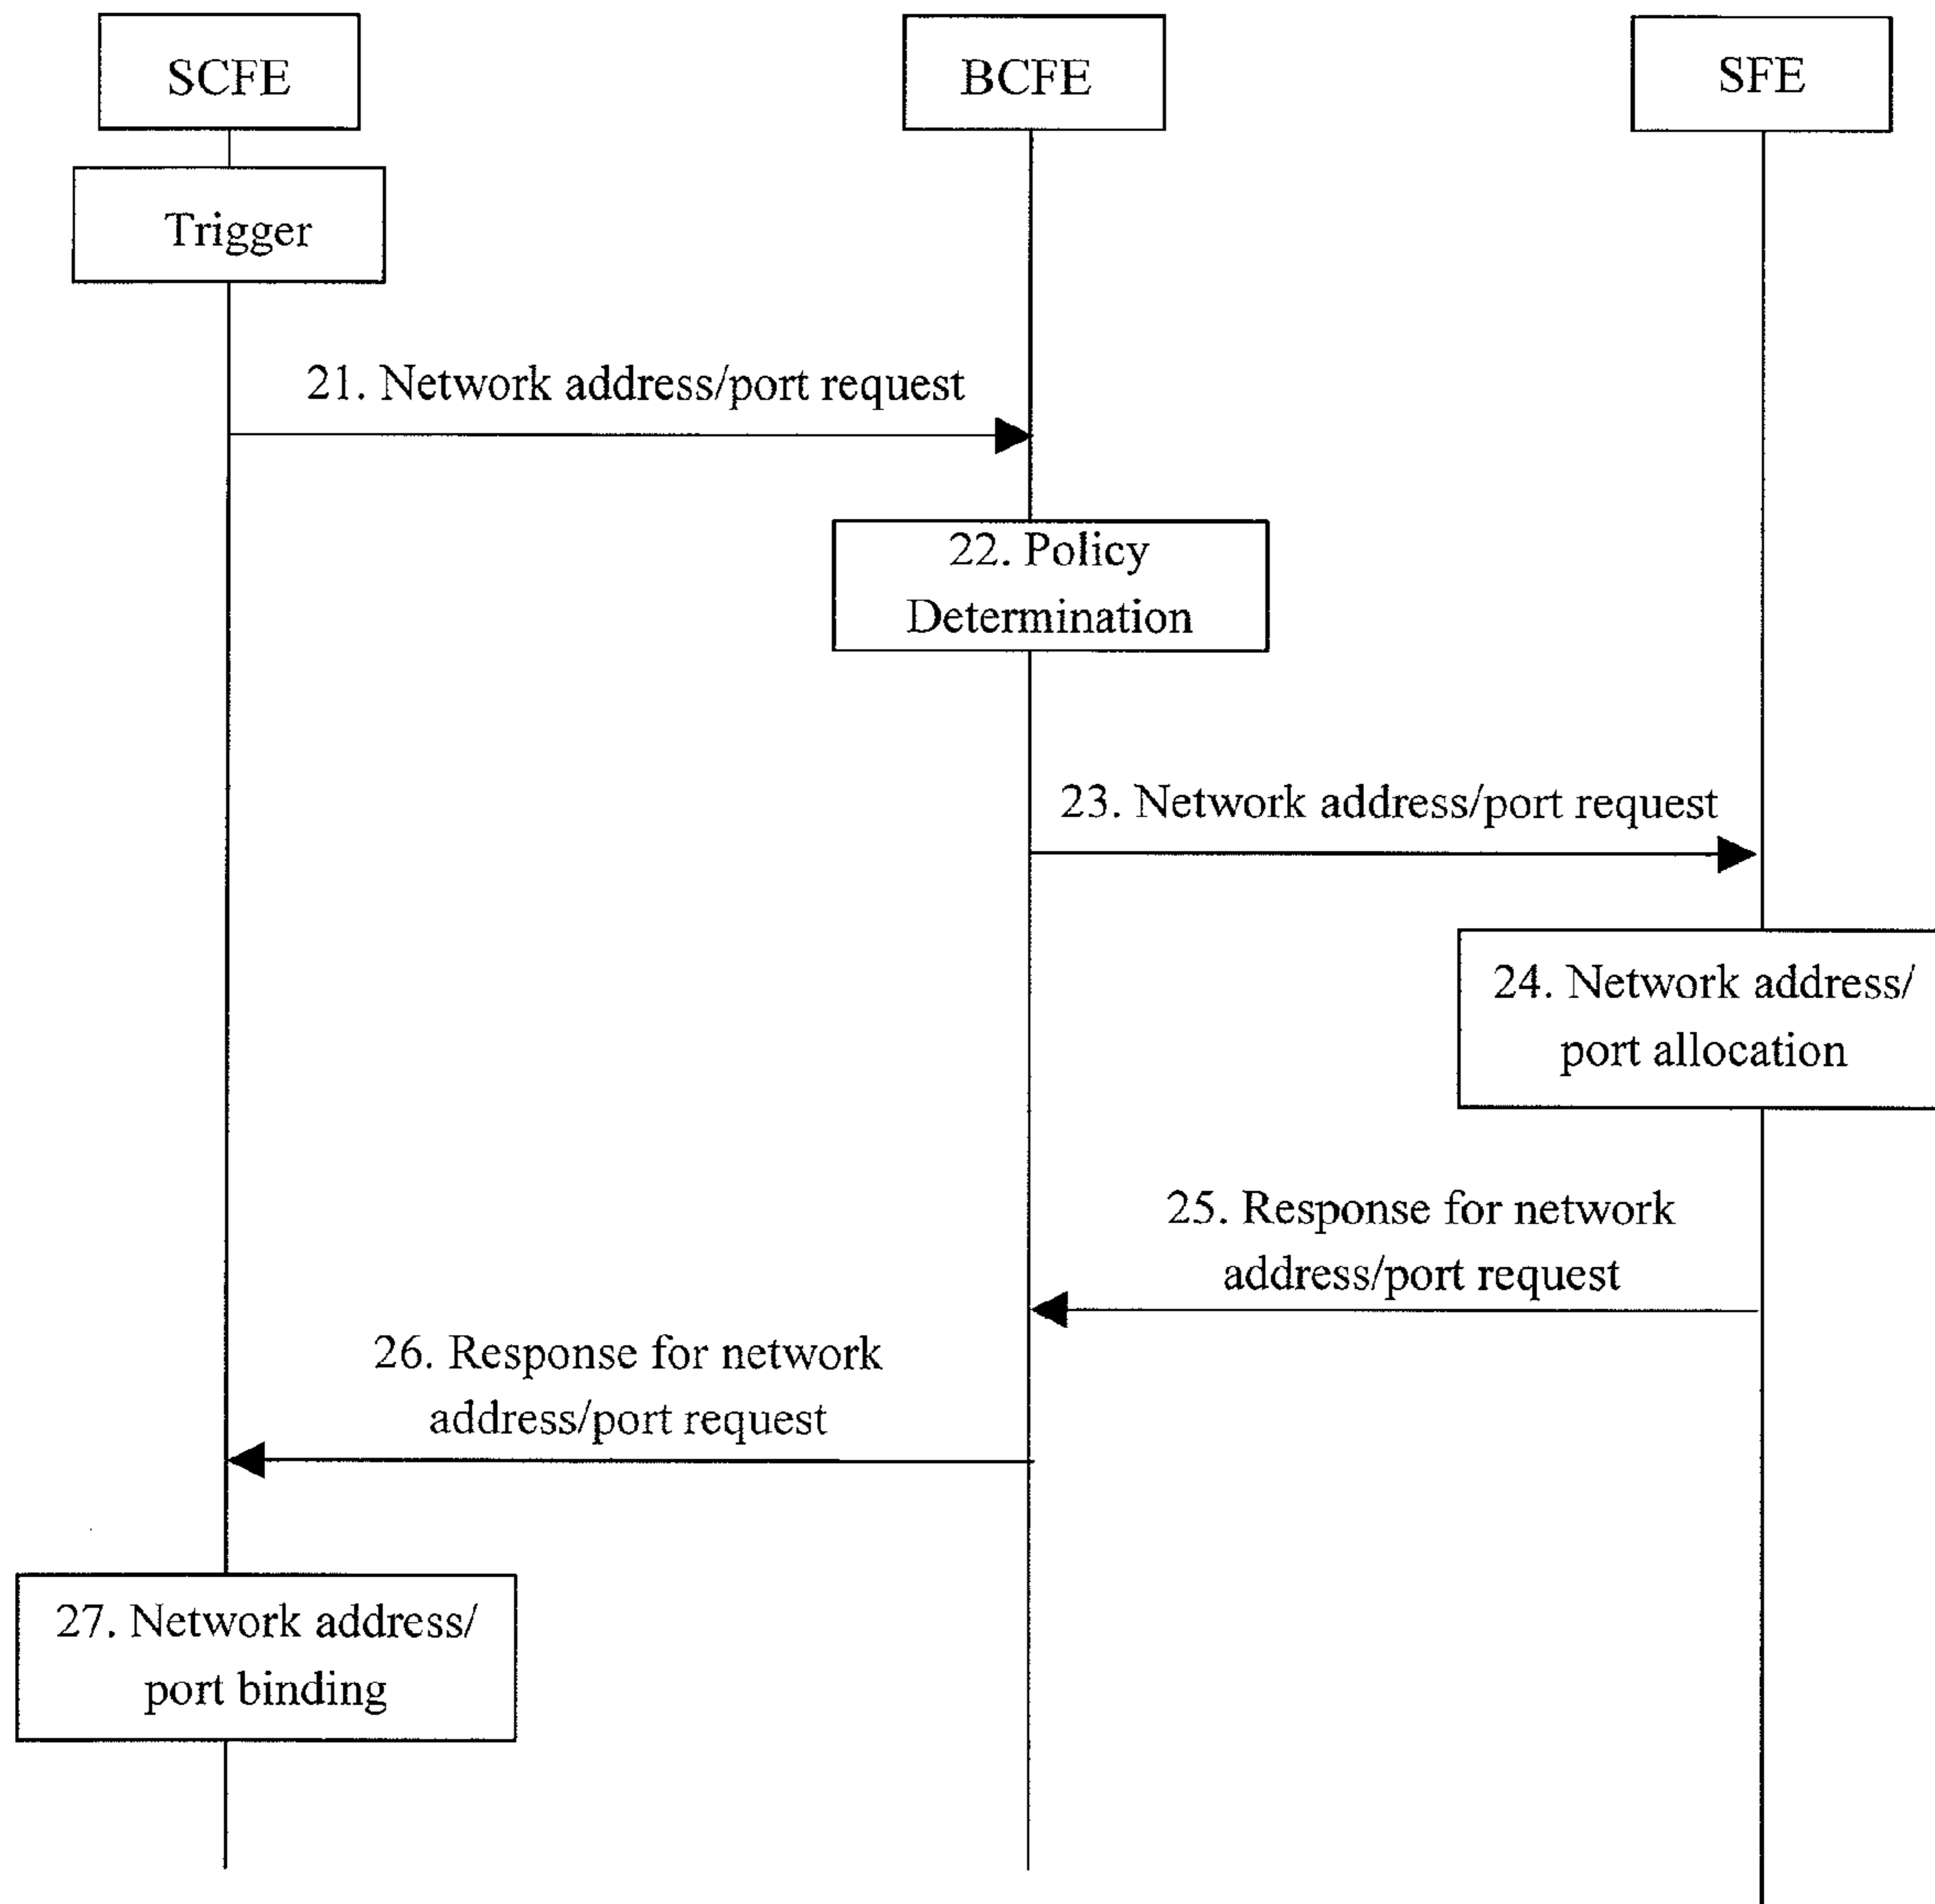 SCFE
BCFE
SFE
Trigger
21. Network address/port request
22. Policy
Determination
23. Network address/port request
24. Network address/
port allocation
25. Response for network
address/port request
26. Response for network
address/port request
27. Network address/
port binding